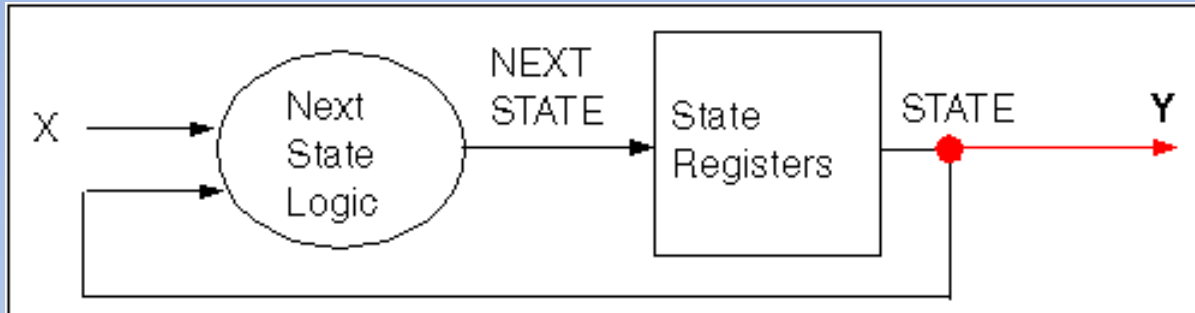 X
Next
State
Logic
NEXT
STATE
State
Registers
STATE
Y